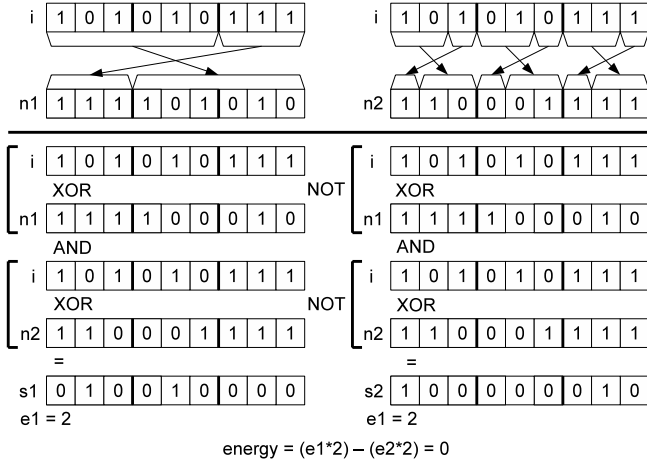 i 1 0 1 0 1 0 1 1 1 i 1 0 1 0 1 0 1 1 1
n1 1 1 1 1 0 1 0 1 0 n2 1 1 0 0 0 1 1 1 1
i 1 0 1 0 1 0 1 1 1 NOT i 1 0 1 0 1 0 1 1 1
XOR XOR
n1 1 1 1 1 0 0 0 1 0 n1 1 1 1 1 0 0 0 1 0
AND AND
i 1 0 1 0 1 0 1 1 1 NOT i 1 0 1 0 1 0 1 1 1
XOR XOR
n2 1 1 0 0 0 1 1 1 1 n2 1 1 0 0 0 1 1 1 1
= =
s1 0 1 0 0 1 0 0 0 0 s2 1 0 0 0 0 0 0 1 0
e1 = 2 e1 = 2
energy = (e1*2) – (e2*2) = 0